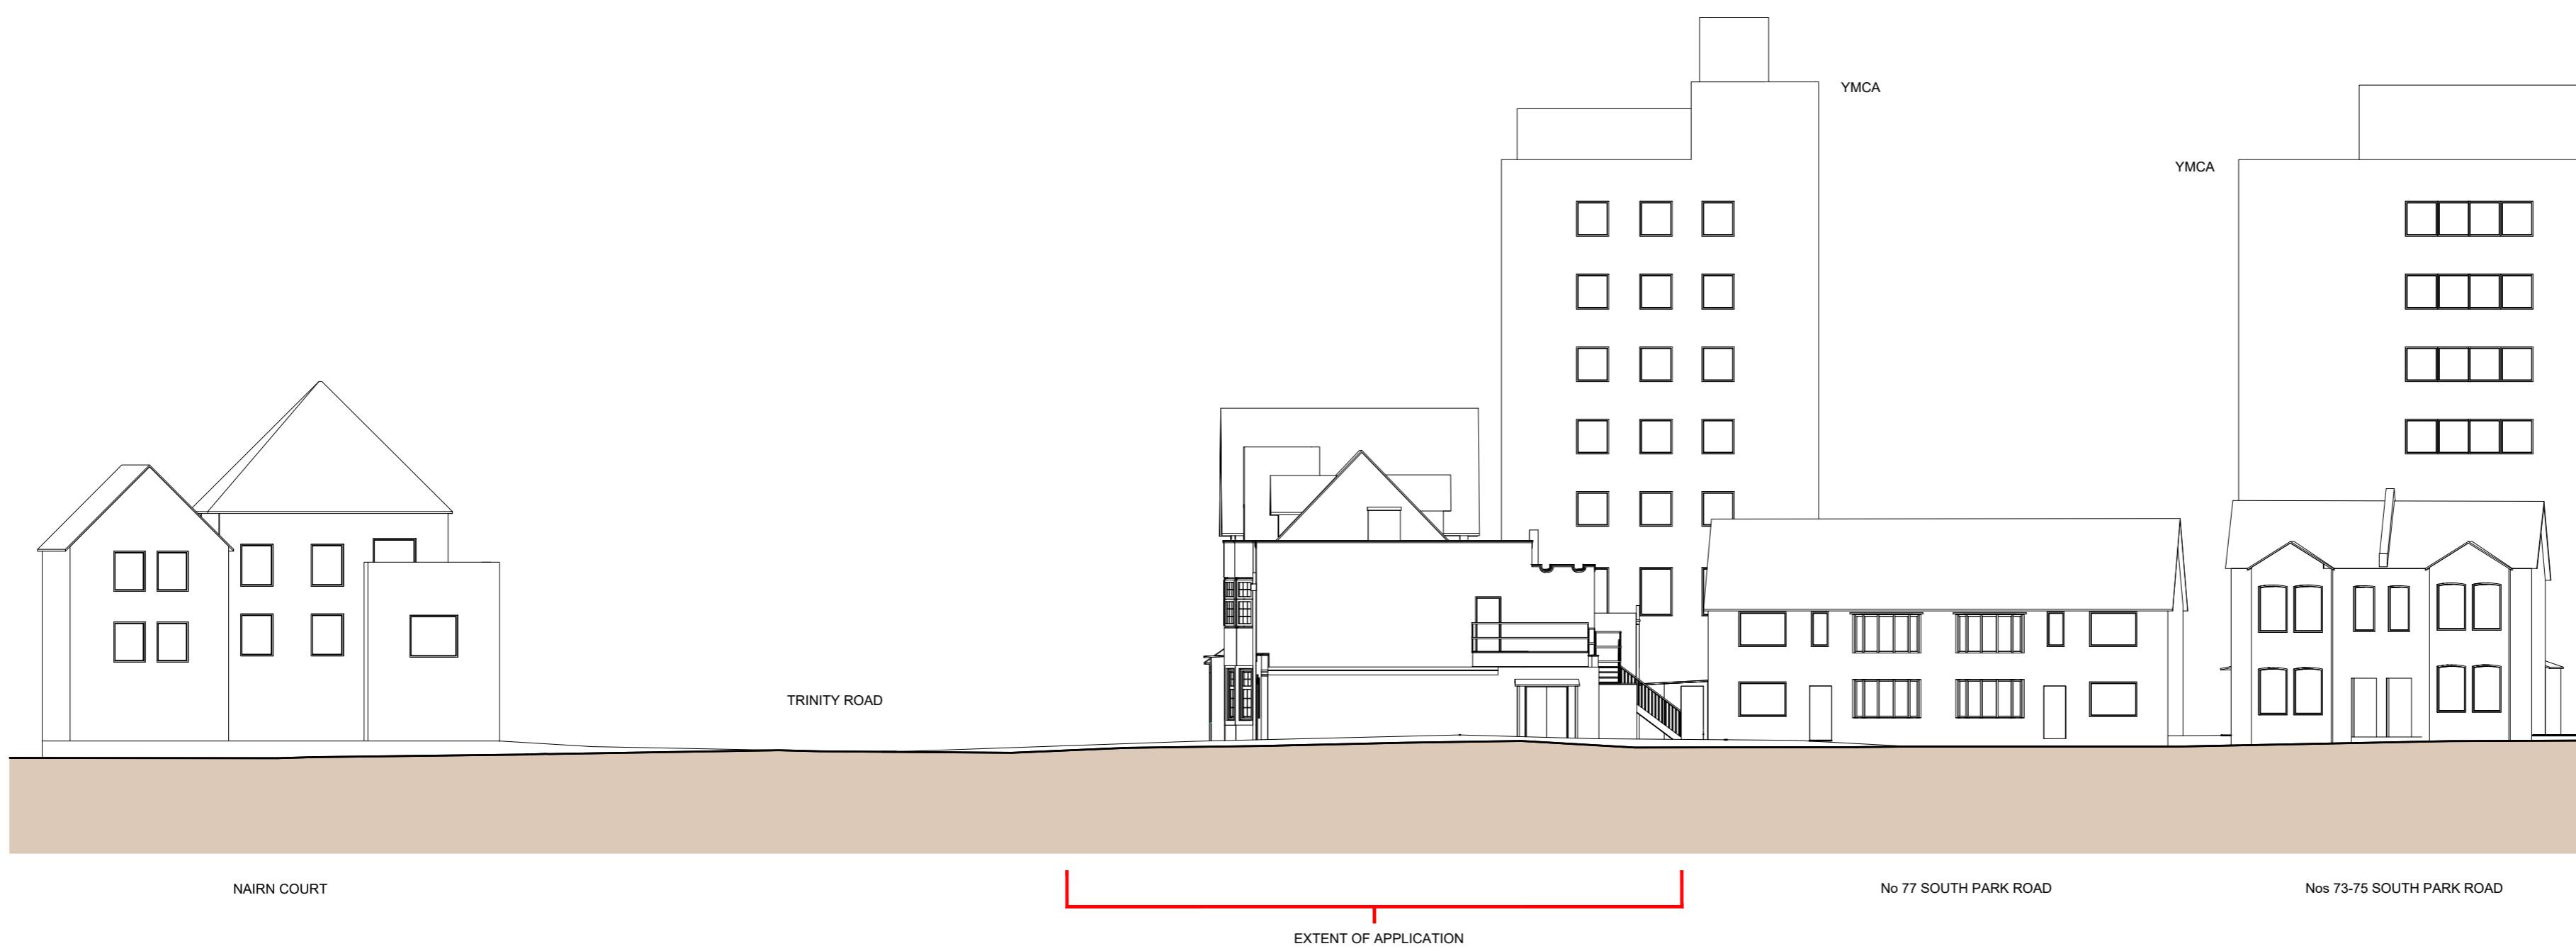 YMCA
YMCA
TRINITY ROAD
NAIRN COURT
No 77 SOUTH PARK ROAD
Nos 73-75 SOUTH PARK ROAD
EXTENT OF APPLICATION